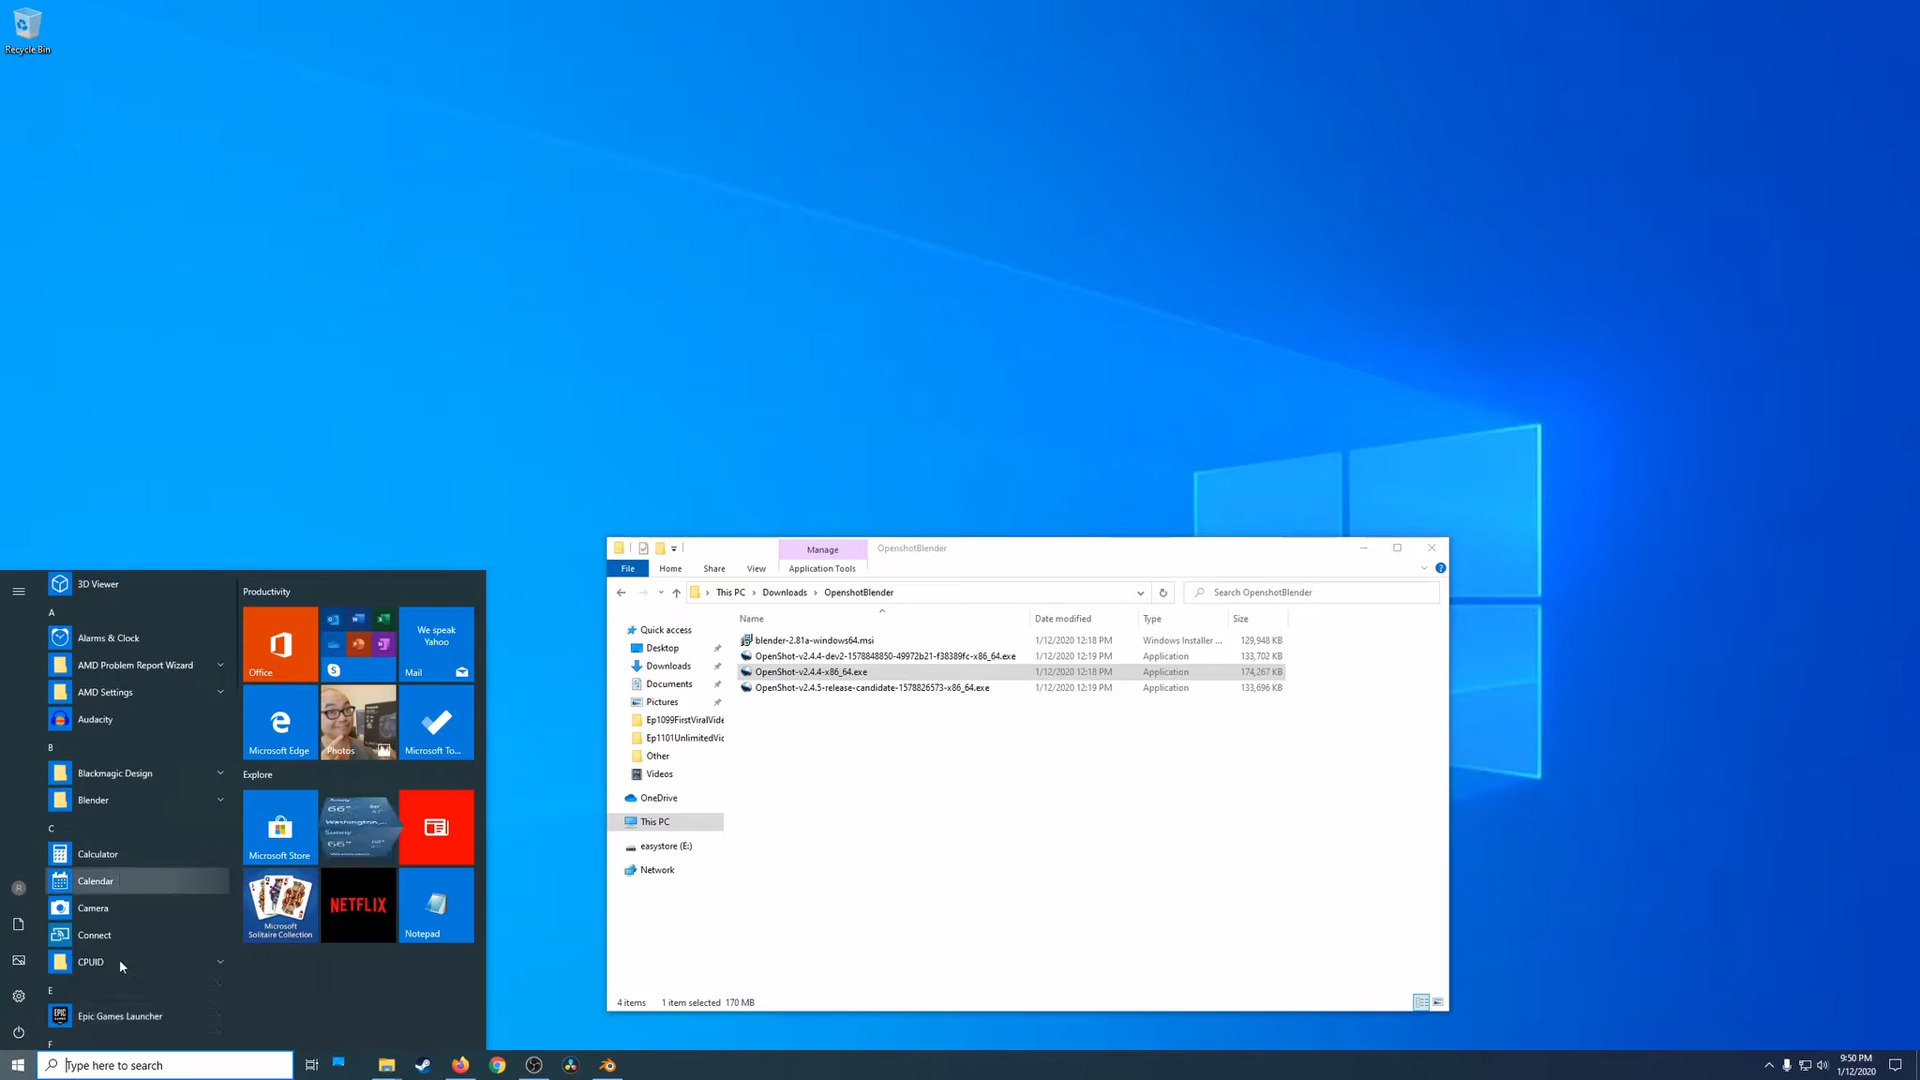 Recycle Bin
3D Viewer
A
Alarms & Clock
AMD Problem Report Wizard
AMD Settings
Audacity
B
Blackmagic Design
Blender
C
Calculator
Calendar
Camera
Connect
CPUID
E
Epic Games Launcher
F
Productivity
Office
We speak
Yahoo
Mail
Microsoft Edge
Photos
Microsoft To...
Explore
Microsoft Store
66°
Washington,...
Sunny
66°
Microsoft
Solitaire Collection
NETFLIX
Notepad
Manage
OpenshotBlender
File
Home
Share
View
Application Tools
This PC
Downloads
OpenshotBlender
Search OpenshotBlender
Name
Date modified
Type
Size
Quick access
Desktop
Downloads
Documents
Pictures
Ep1099FirstViralVide
Ep1101UnlimitedVic
Other
Videos
OneDrive
This PC
easystore (E:)
Network
blender-2.81a-windows64.msi 1/12/2020 12:18 PM Windows Installer ... 129,948 KB
OpenShot-v2.4.4-dev2-1578848850-49972b21-f38389fc-x86_64.exe 1/12/2020 12:19 PM Application 133,702 KB
OpenShot-v2.4.4-x86_64.exe 1/12/2020 12:18 PM Application 174,267 KB
OpenShot-v2.4.5-release-candidate-1578826573-x86_64.exe 1/12/2020 12:19 PM Application 133,696 KB
4 items 1 item selected 170 MB
Type here to search
9:50 PM
1/12/2020